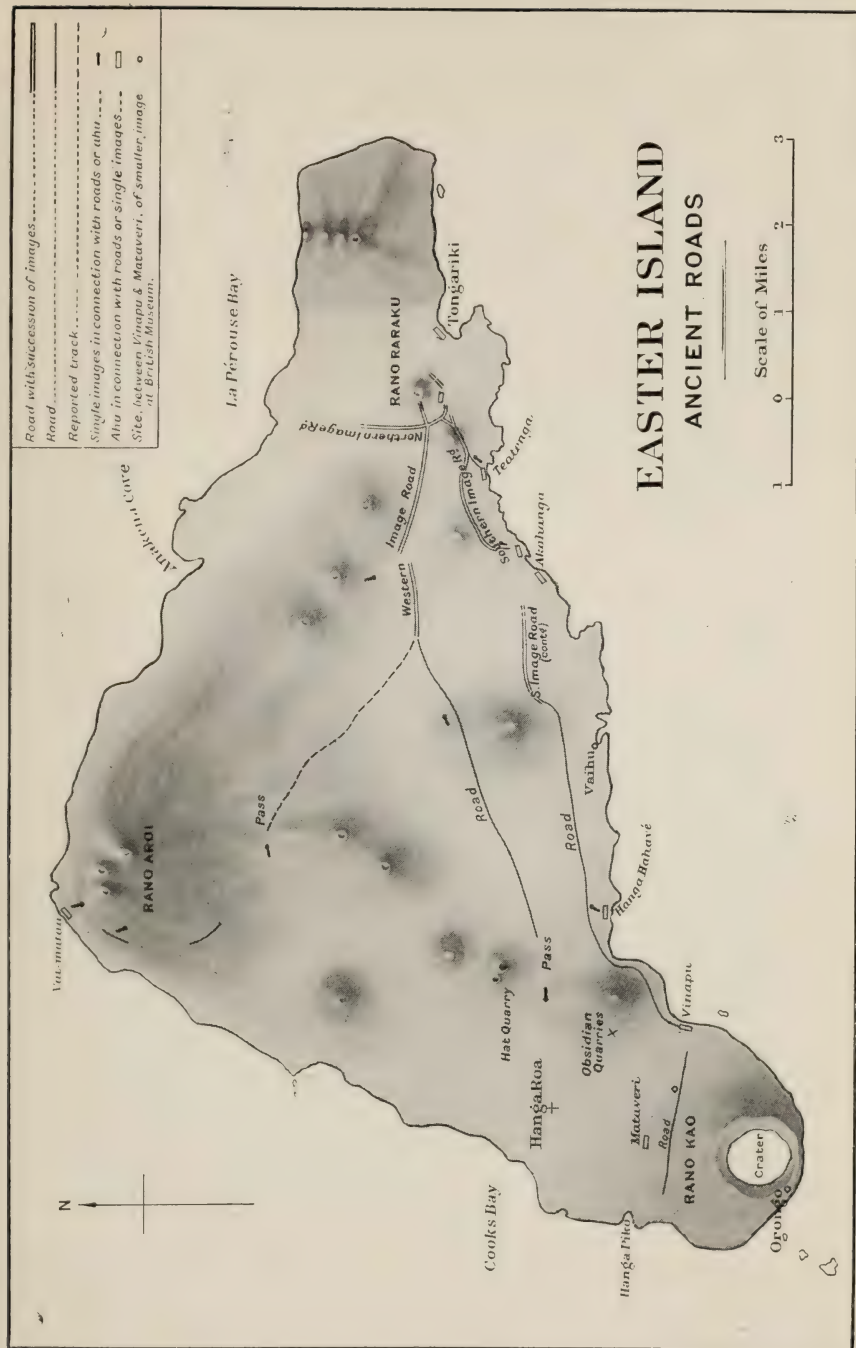 EASTER ISLAND
ANCIENT ROADS
Scale of Miles
1 0 1 2 3
Road with succession of images
Road
Reported track
Single images in connection with roads or ahu
Ahu in connection with roads or single images
Site, between Vinapu & Mataveri, of smaller image
at British Museum.
N
La Pérouse Bay
Anakena Cove
RANO AROI
Pass
RANO RARAKU
Tongariki
Northern Image Rd
Image Road
Western
Southern Image Rd
Teatenga
Akahanga
S. Image Road
(contd)
Road
Road
Vaihu
Hanga Hahavé
Pass
Hat Quarry
Obsidian
Quarries
X
Vinapu
Hanga Roa
Cooks Bay
Mataveri
Road
Hanga Piko
RANO KAO
Crater
Orongo